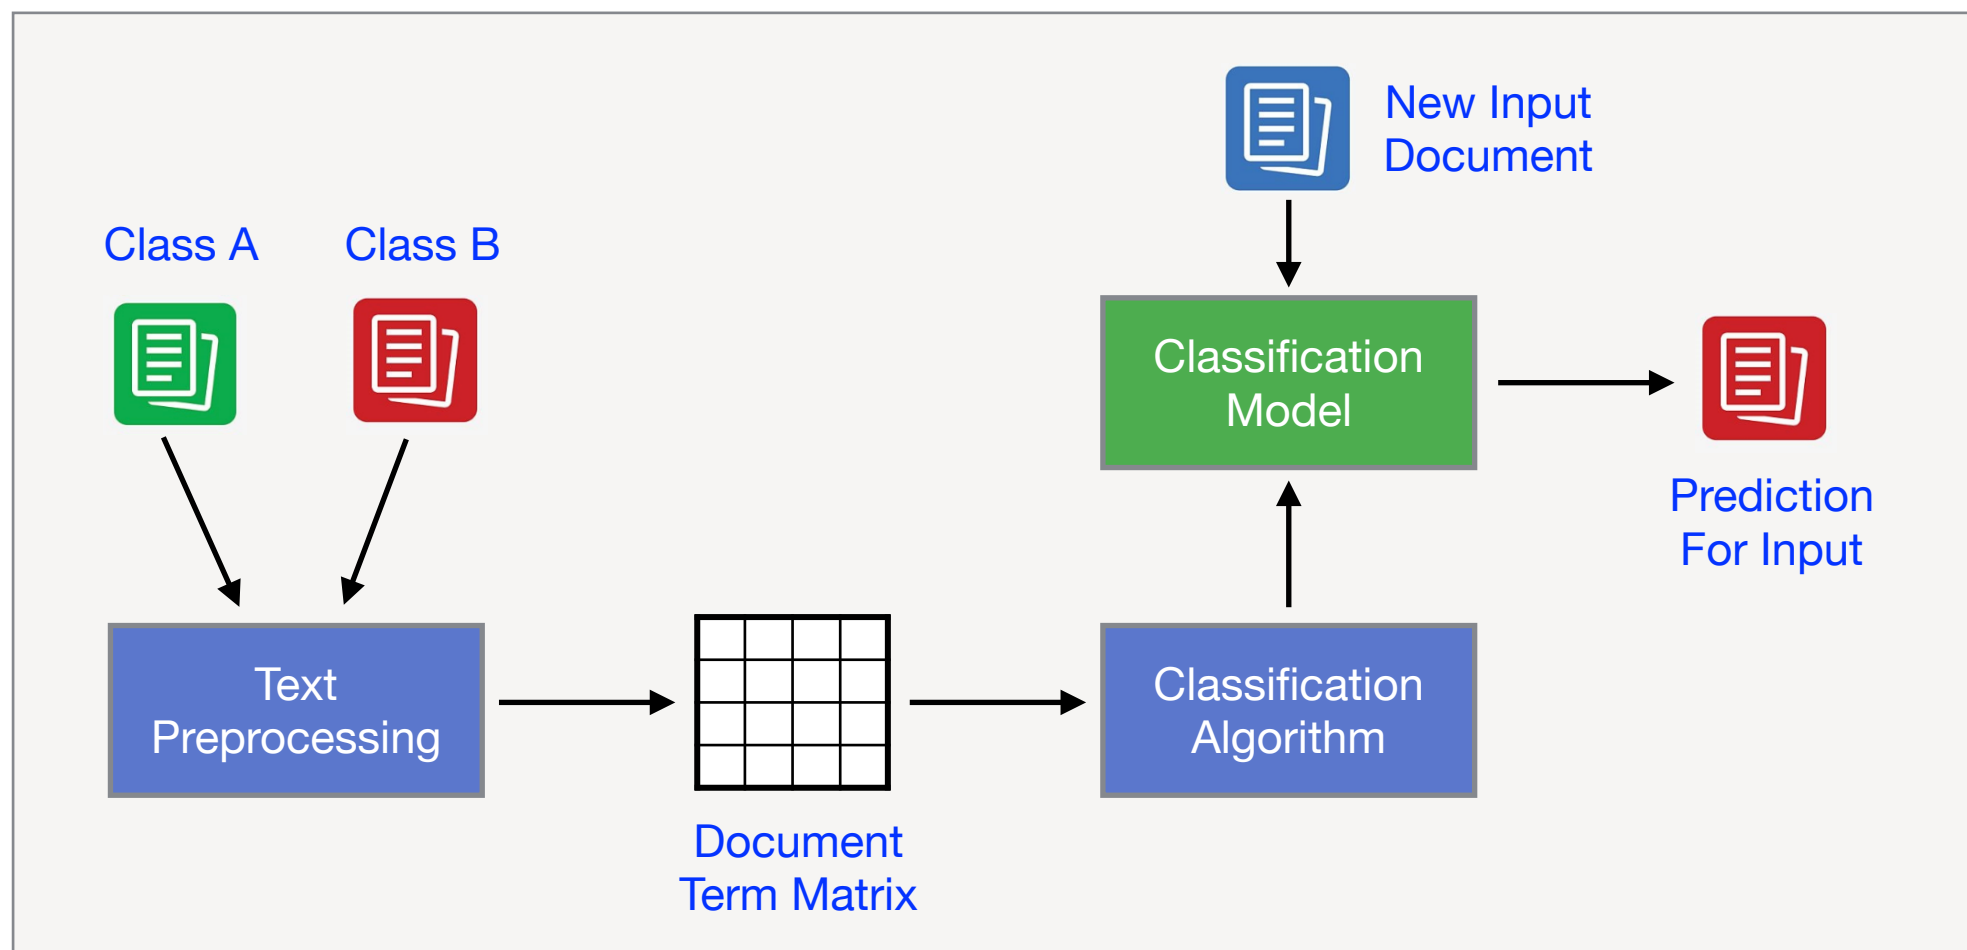 New Input
Document
Class A
Class B
Classification
Model
Prediction
For Input
Text
Preprocessing
Classification
Algorithm
Document
Term Matrix